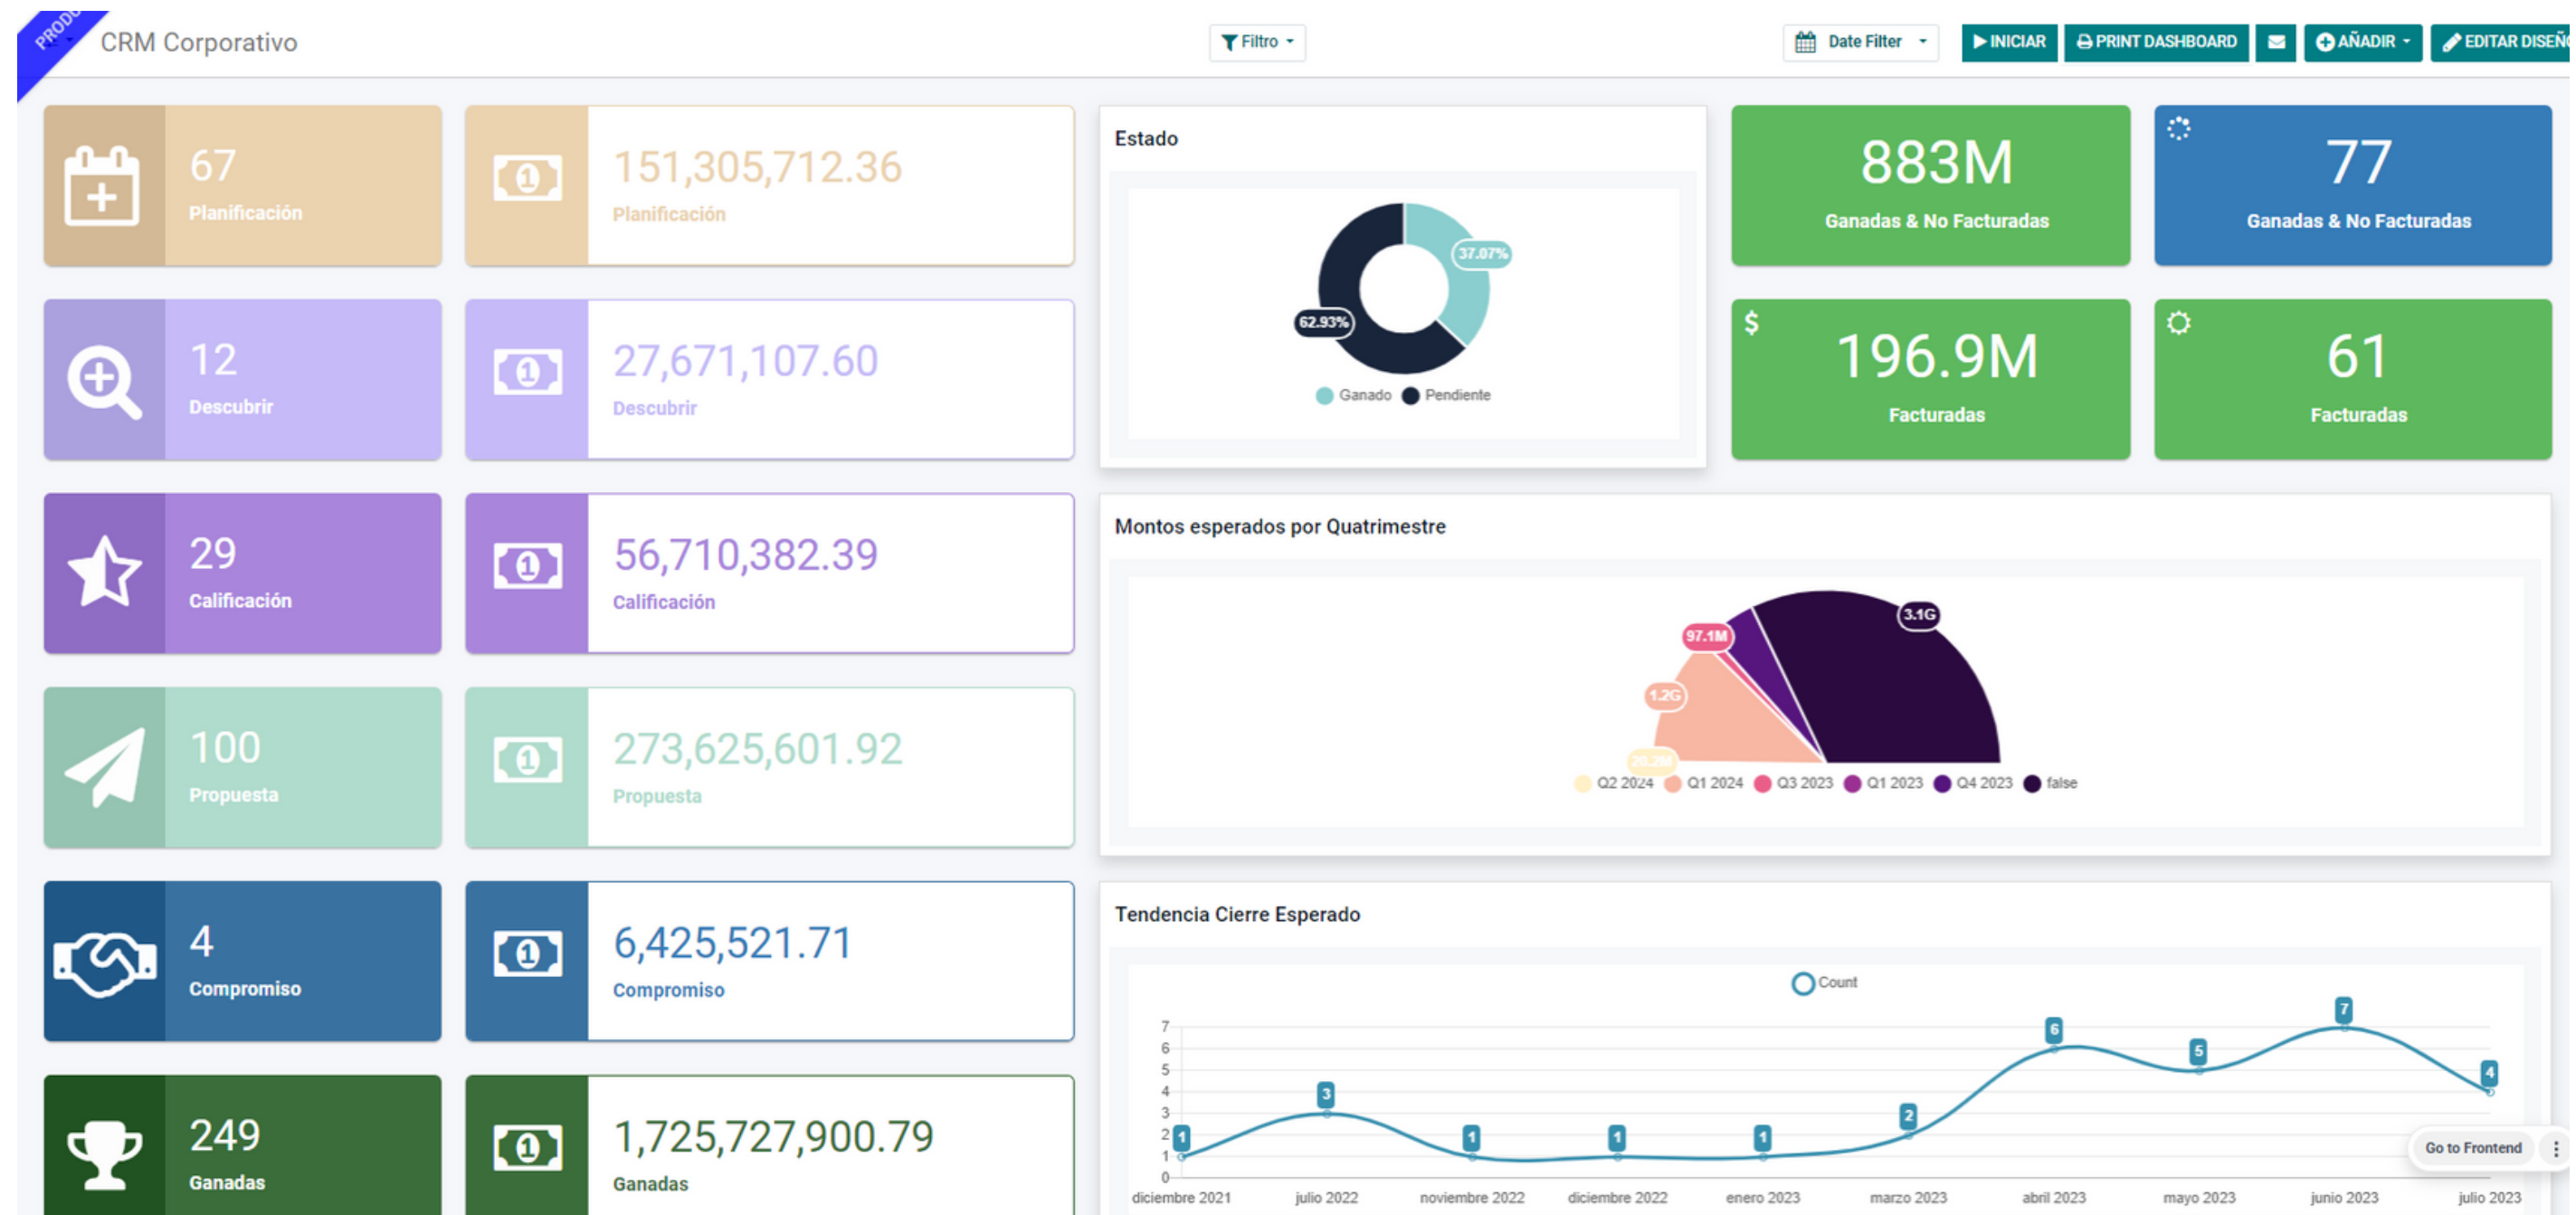 CRM Corporativo
Filtro
Date Filter
INICIAR
PRINT DASHBOARD
AÑADIR
EDITAR DISEÑ
67
Planificación
151,305,712.36
Planificación
12
Descubrir
27,671,107.60
Descubrir
29
Calificación
56,710,382.39
Calificación
100
Propuesta
273,625,601.92
Propuesta
4
Compromiso
6,425,521.71
Compromiso
249
Ganadas
1,725,727,900.79
Ganadas
Estado
37.07%
62.93%
Ganado
Pendiente
883M
Ganadas & No Facturadas
77
Ganadas & No Facturadas
$
196.9M
Facturadas
61
Facturadas
Montos esperados por Quatrimestre
3.1G
97.1M
1.2G
20.2M
Q2 2024
Q1 2024
Q3 2023
Q1 2023
Q4 2023
false
Tendencia Cierre Esperado
Count
7
6
5
4
3
2
1
0
1
3
1
1
1
2
6
5
7
4
diciembre 2021
julio 2022
noviembre 2022
diciembre 2022
enero 2023
marzo 2023
abril 2023
mayo 2023
junio 2023
julio 2023
Go to Frontend